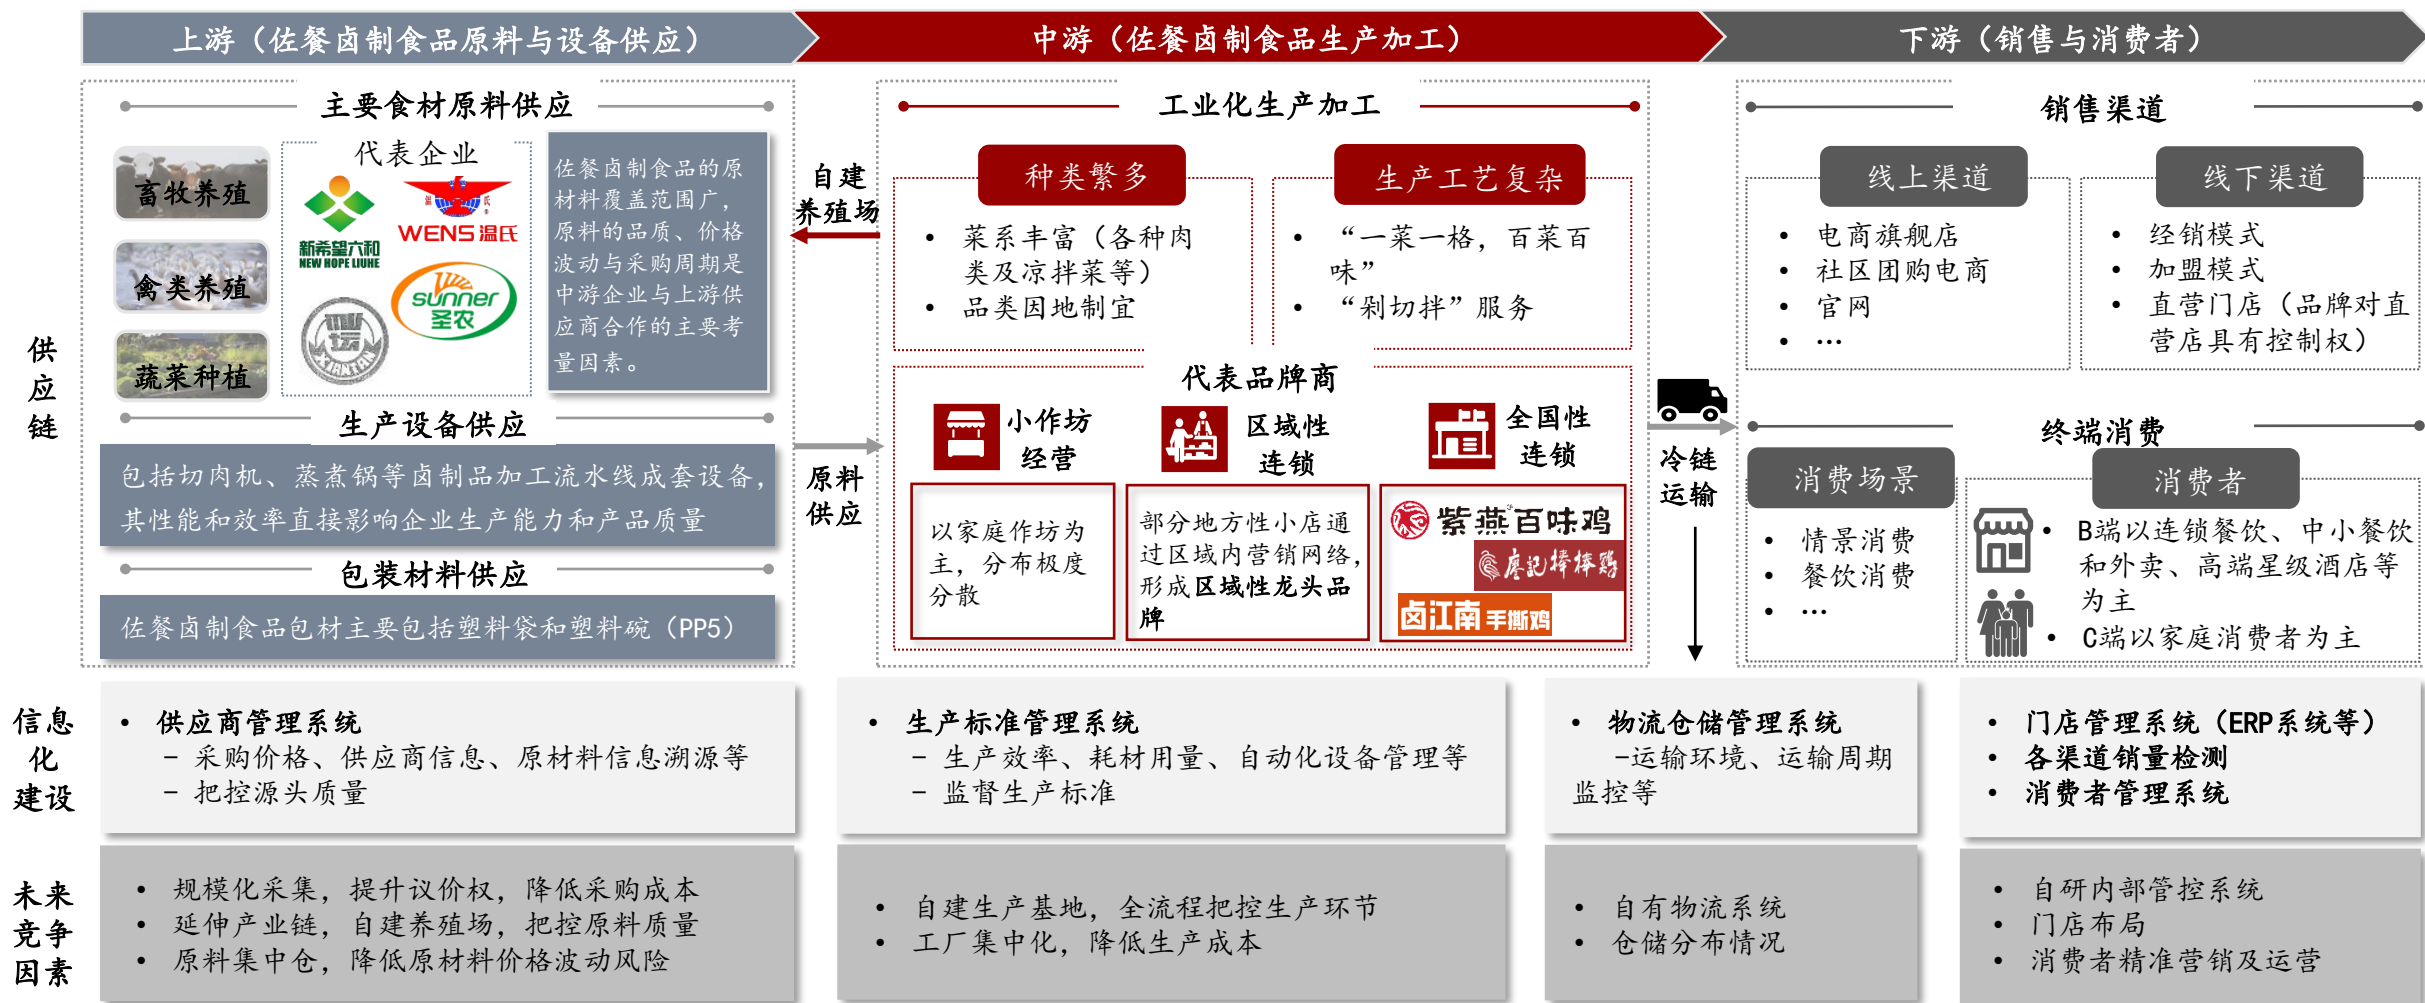 上游（佐餐卤制食品原料与设备供应）
中游（佐餐卤制食品生产加工）
下游（销售与消费者）
供
应
链
主要食材原料供应
畜牧养殖
禽类养殖
蔬菜种植
代表企业
新希望六和
NEW HOPE LIUHE
温 氏
WENS 温氏
sunner
圣农
XIANTAN
佐餐卤制食品的原
材料覆盖范围广，
原料的品质、价格
波动与采购周期是
中游企业与上游供
应商合作的主要考
量因素。
生产设备供应
包括切肉机、蒸煮锅等卤制品加工流水线成套设备，
其性能和效率直接影响企业生产能力和产品质量
包装材料供应
佐餐卤制食品包材主要包括塑料袋和塑料碗（PP5）
自建
养殖场
原料
供应
工业化生产加工
种类繁多
• 菜系丰富（各种肉
类及凉拌菜等）
• 品类因地制宜
生产工艺复杂
• “一菜一格，百菜百
味”
• “剁切拌”服务
代表品牌商
小作坊
经营
以家庭作坊为
主，分布极度
分散
区域性
连锁
部分地方性小店通
过区域内营销网络，
形成区域性龙头品
牌
全国性
连锁
紫燕百味鸡
廖记棒棒鸡
卤江南 手撕鸡
冷链
运输
销售渠道
线上渠道
• 电商旗舰店
• 社区团购电商
• 官网
• …
线下渠道
• 经销模式
• 加盟模式
• 直营门店（品牌对直
营店具有控制权）
终端消费
消费场景
• 情景消费
• 餐饮消费
• …
消费者
• B端以连锁餐饮、中小餐饮
和外卖、高端星级酒店等
为主
• C端以家庭消费者为主
信息
化
建设
• 供应商管理系统
– 采购价格、供应商信息、原材料信息溯源等
– 把控源头质量
• 生产标准管理系统
– 生产效率、耗材用量、自动化设备管理等
– 监督生产标准
• 物流仓储管理系统
–运输环境、运输周期
监控等
• 门店管理系统（ERP系统等）
• 各渠道销量检测
• 消费者管理系统
未来
竞争
因素
• 规模化采集，提升议价权，降低采购成本
• 延伸产业链，自建养殖场，把控原料质量
• 原料集中仓，降低原材料价格波动风险
• 自建生产基地，全流程把控生产环节
• 工厂集中化，降低生产成本
• 自有物流系统
• 仓储分布情况
• 自研内部管控系统
• 门店布局
• 消费者精准营销及运营